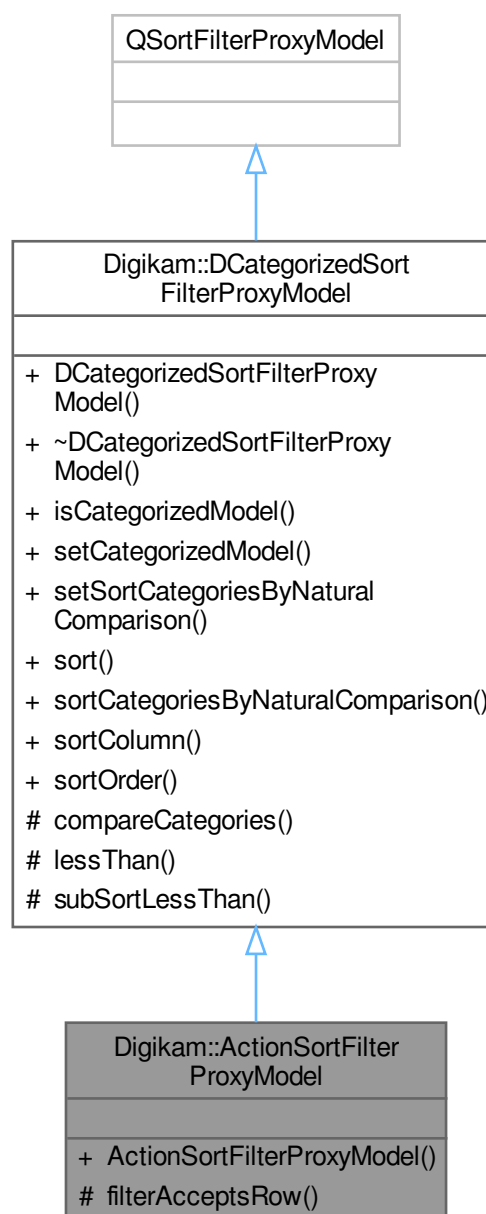 QSortFilterProxyModel
Digikam::DCategorizedSort
FilterProxyModel
+ DCategorizedSortFilterProxy
Model()
+ ~DCategorizedSortFilterProxy
Model()
+ isCategorizedModel()
+ setCategorizedModel()
+ setSortCategoriesByNatural
Comparison()
+ sort()
+ sortCategoriesByNaturalComparison()
+ sortColumn()
+ sortOrder()
# compareCategories()
# lessThan()
# subSortLessThan()
Digikam::ActionSortFilter
ProxyModel
+ ActionSortFilterProxyModel()
# filterAcceptsRow()